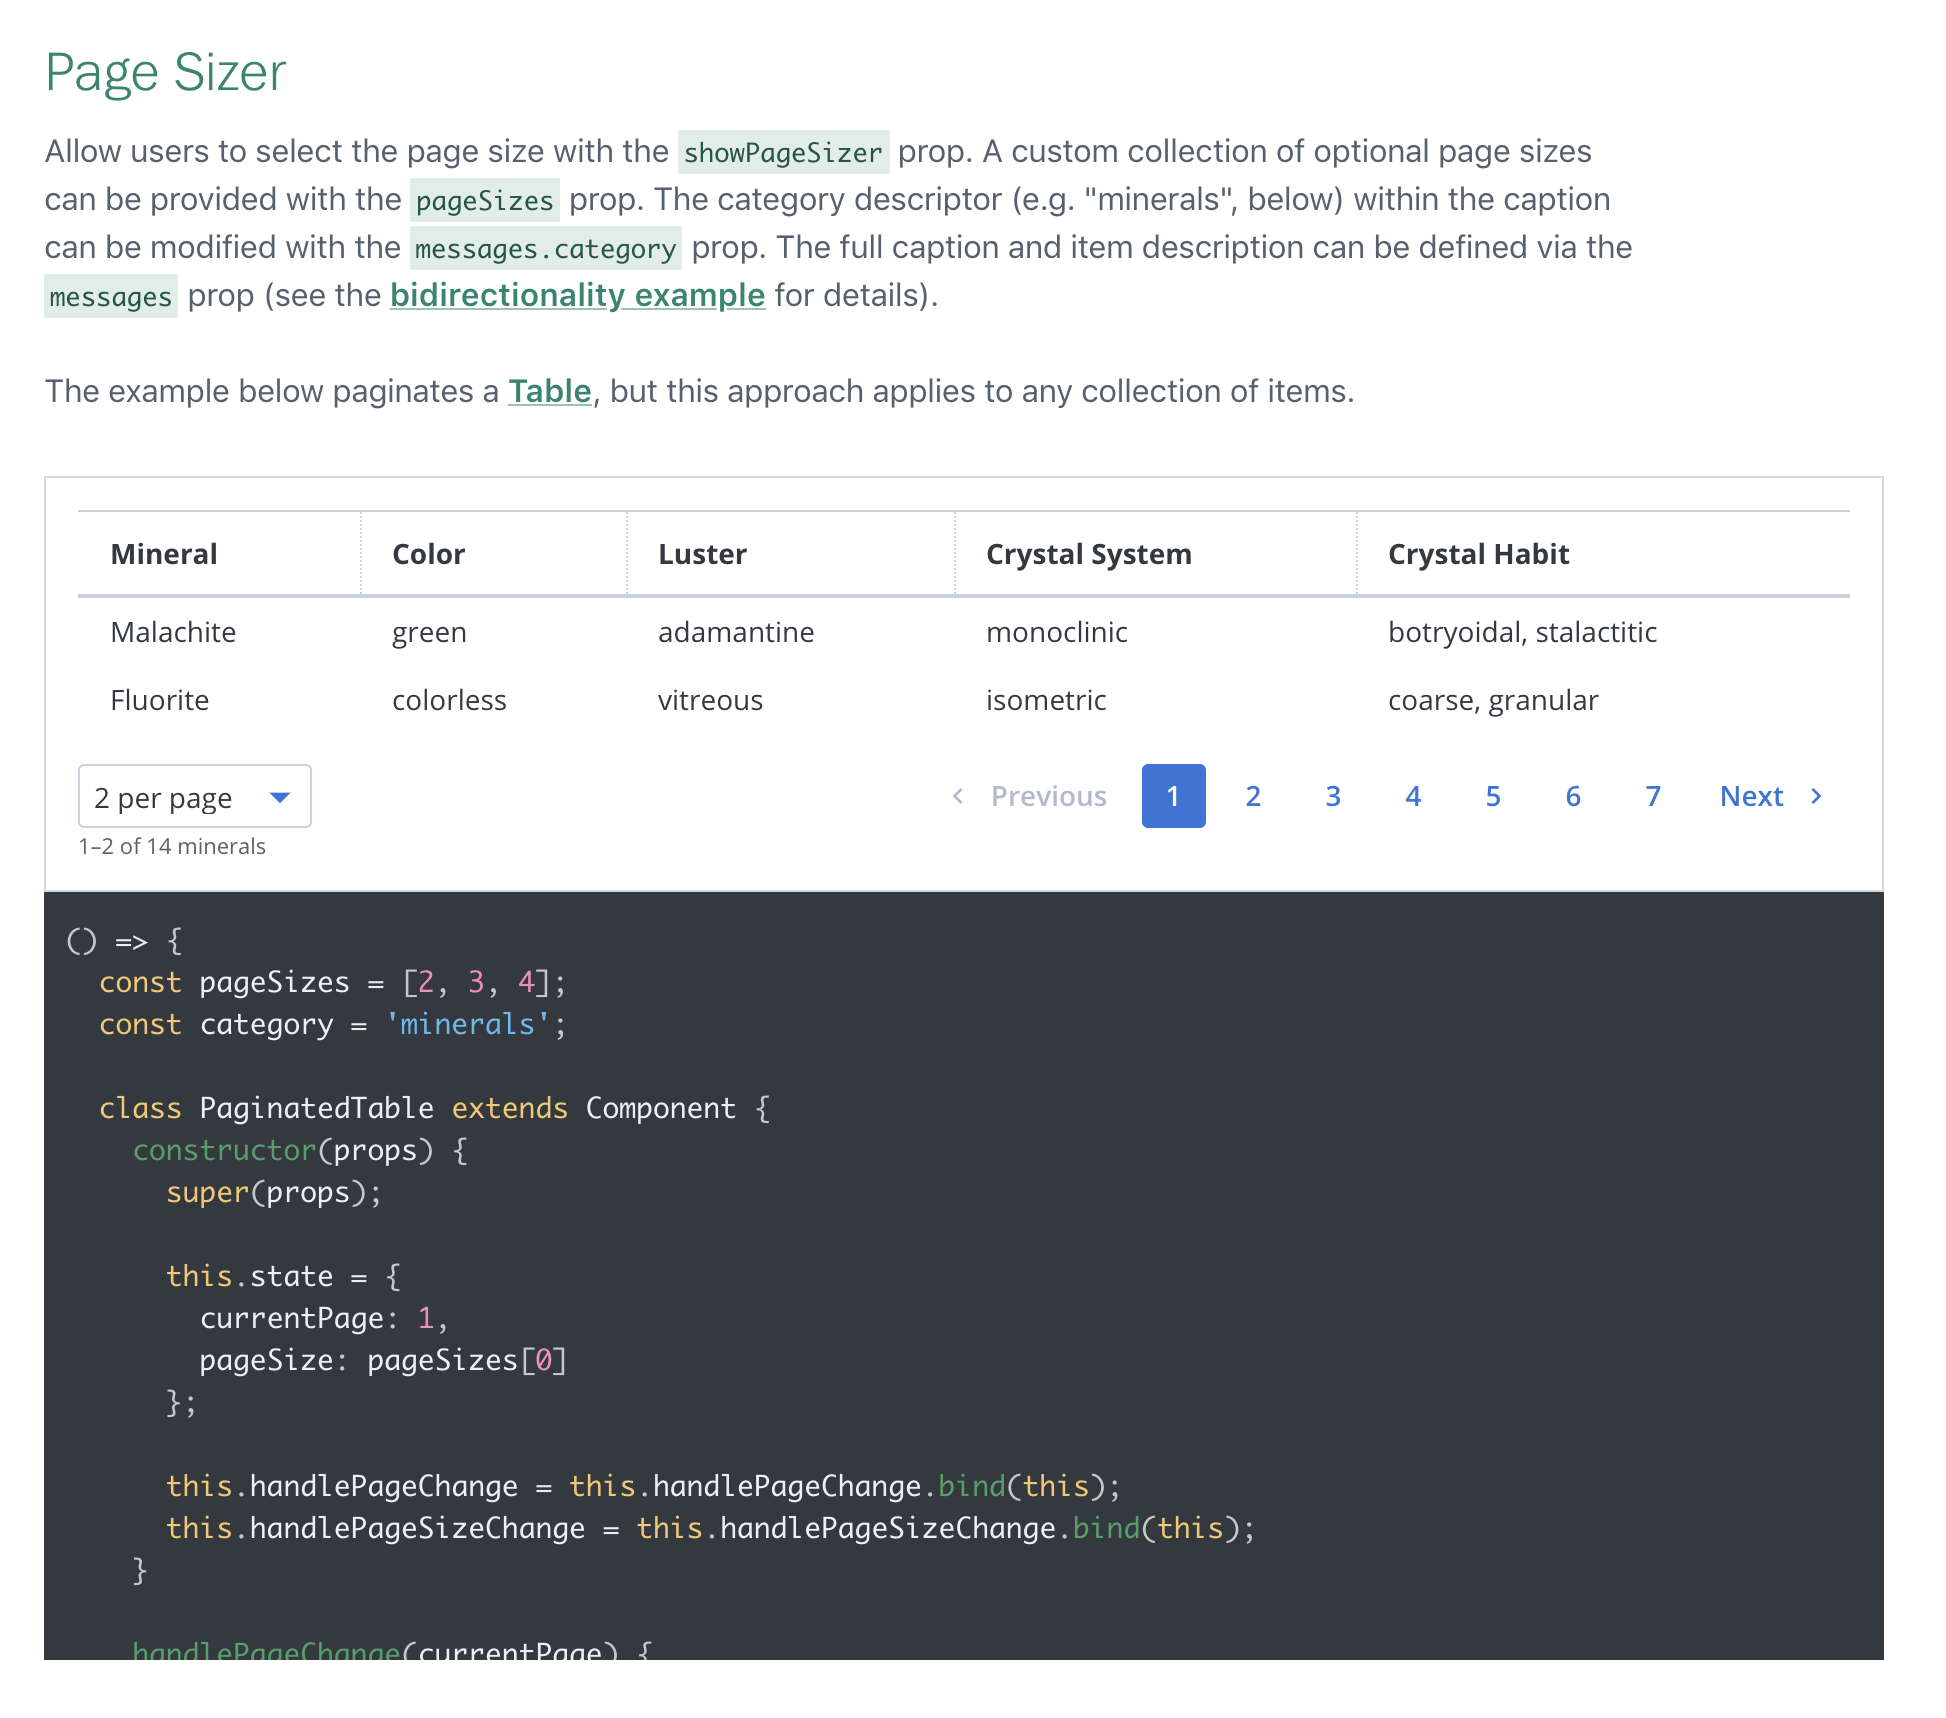 Page Sizer
Allow users to select the page size with the showPageSizer prop. A custom collection of optional page sizes
can be provided with the pageSizes prop. The category descriptor (e.g. "minerals", below) within the caption
can be modified with the messages.category prop. The full caption and item description can be defined via the
messages prop (see the bidirectionality example for details).
The example below paginates a Table, but this approach applies to any collection of items.
Mineral Color Luster Crystal System Crystal Habit
Malachite green adamantine monoclinic botryoidal, stalactitic
Fluorite colorless vitreous isometric coarse, granular
2 per page Previous 1 2 3 4 5 6 7 Next
1–2 of 14 minerals
() => {
const pageSizes = [2, 3, 4];
const category = 'minerals';
class PaginatedTable extends Component {
constructor(props) {
super(props);
this.state = {
currentPage: 1,
pageSize: pageSizes[0]
};
this.handlePageChange = this.handlePageChange.bind(this);
this.handlePageSizeChange = this.handlePageSizeChange.bind(this);
}
handlePageChange(currentPage) {